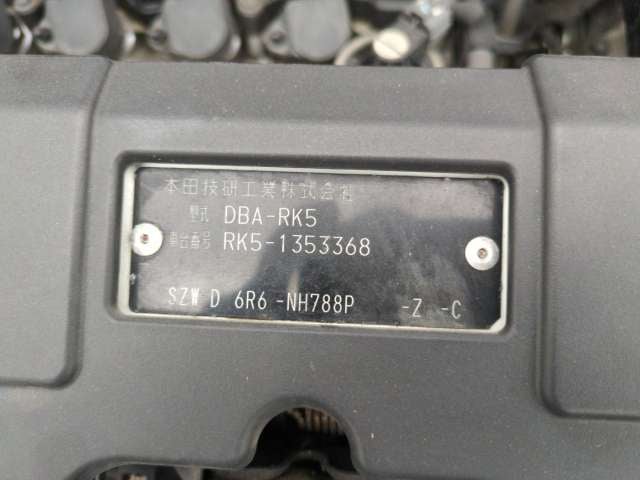 本田技研工業株式会社
型式 DBA-RK5
車台番号 RK5-1353368
SZW D 6R6 -NH788P -Z -C